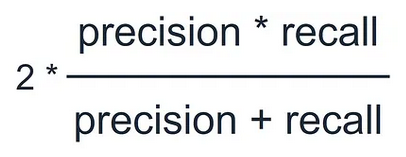 precision * recall
2 *
precision + recall